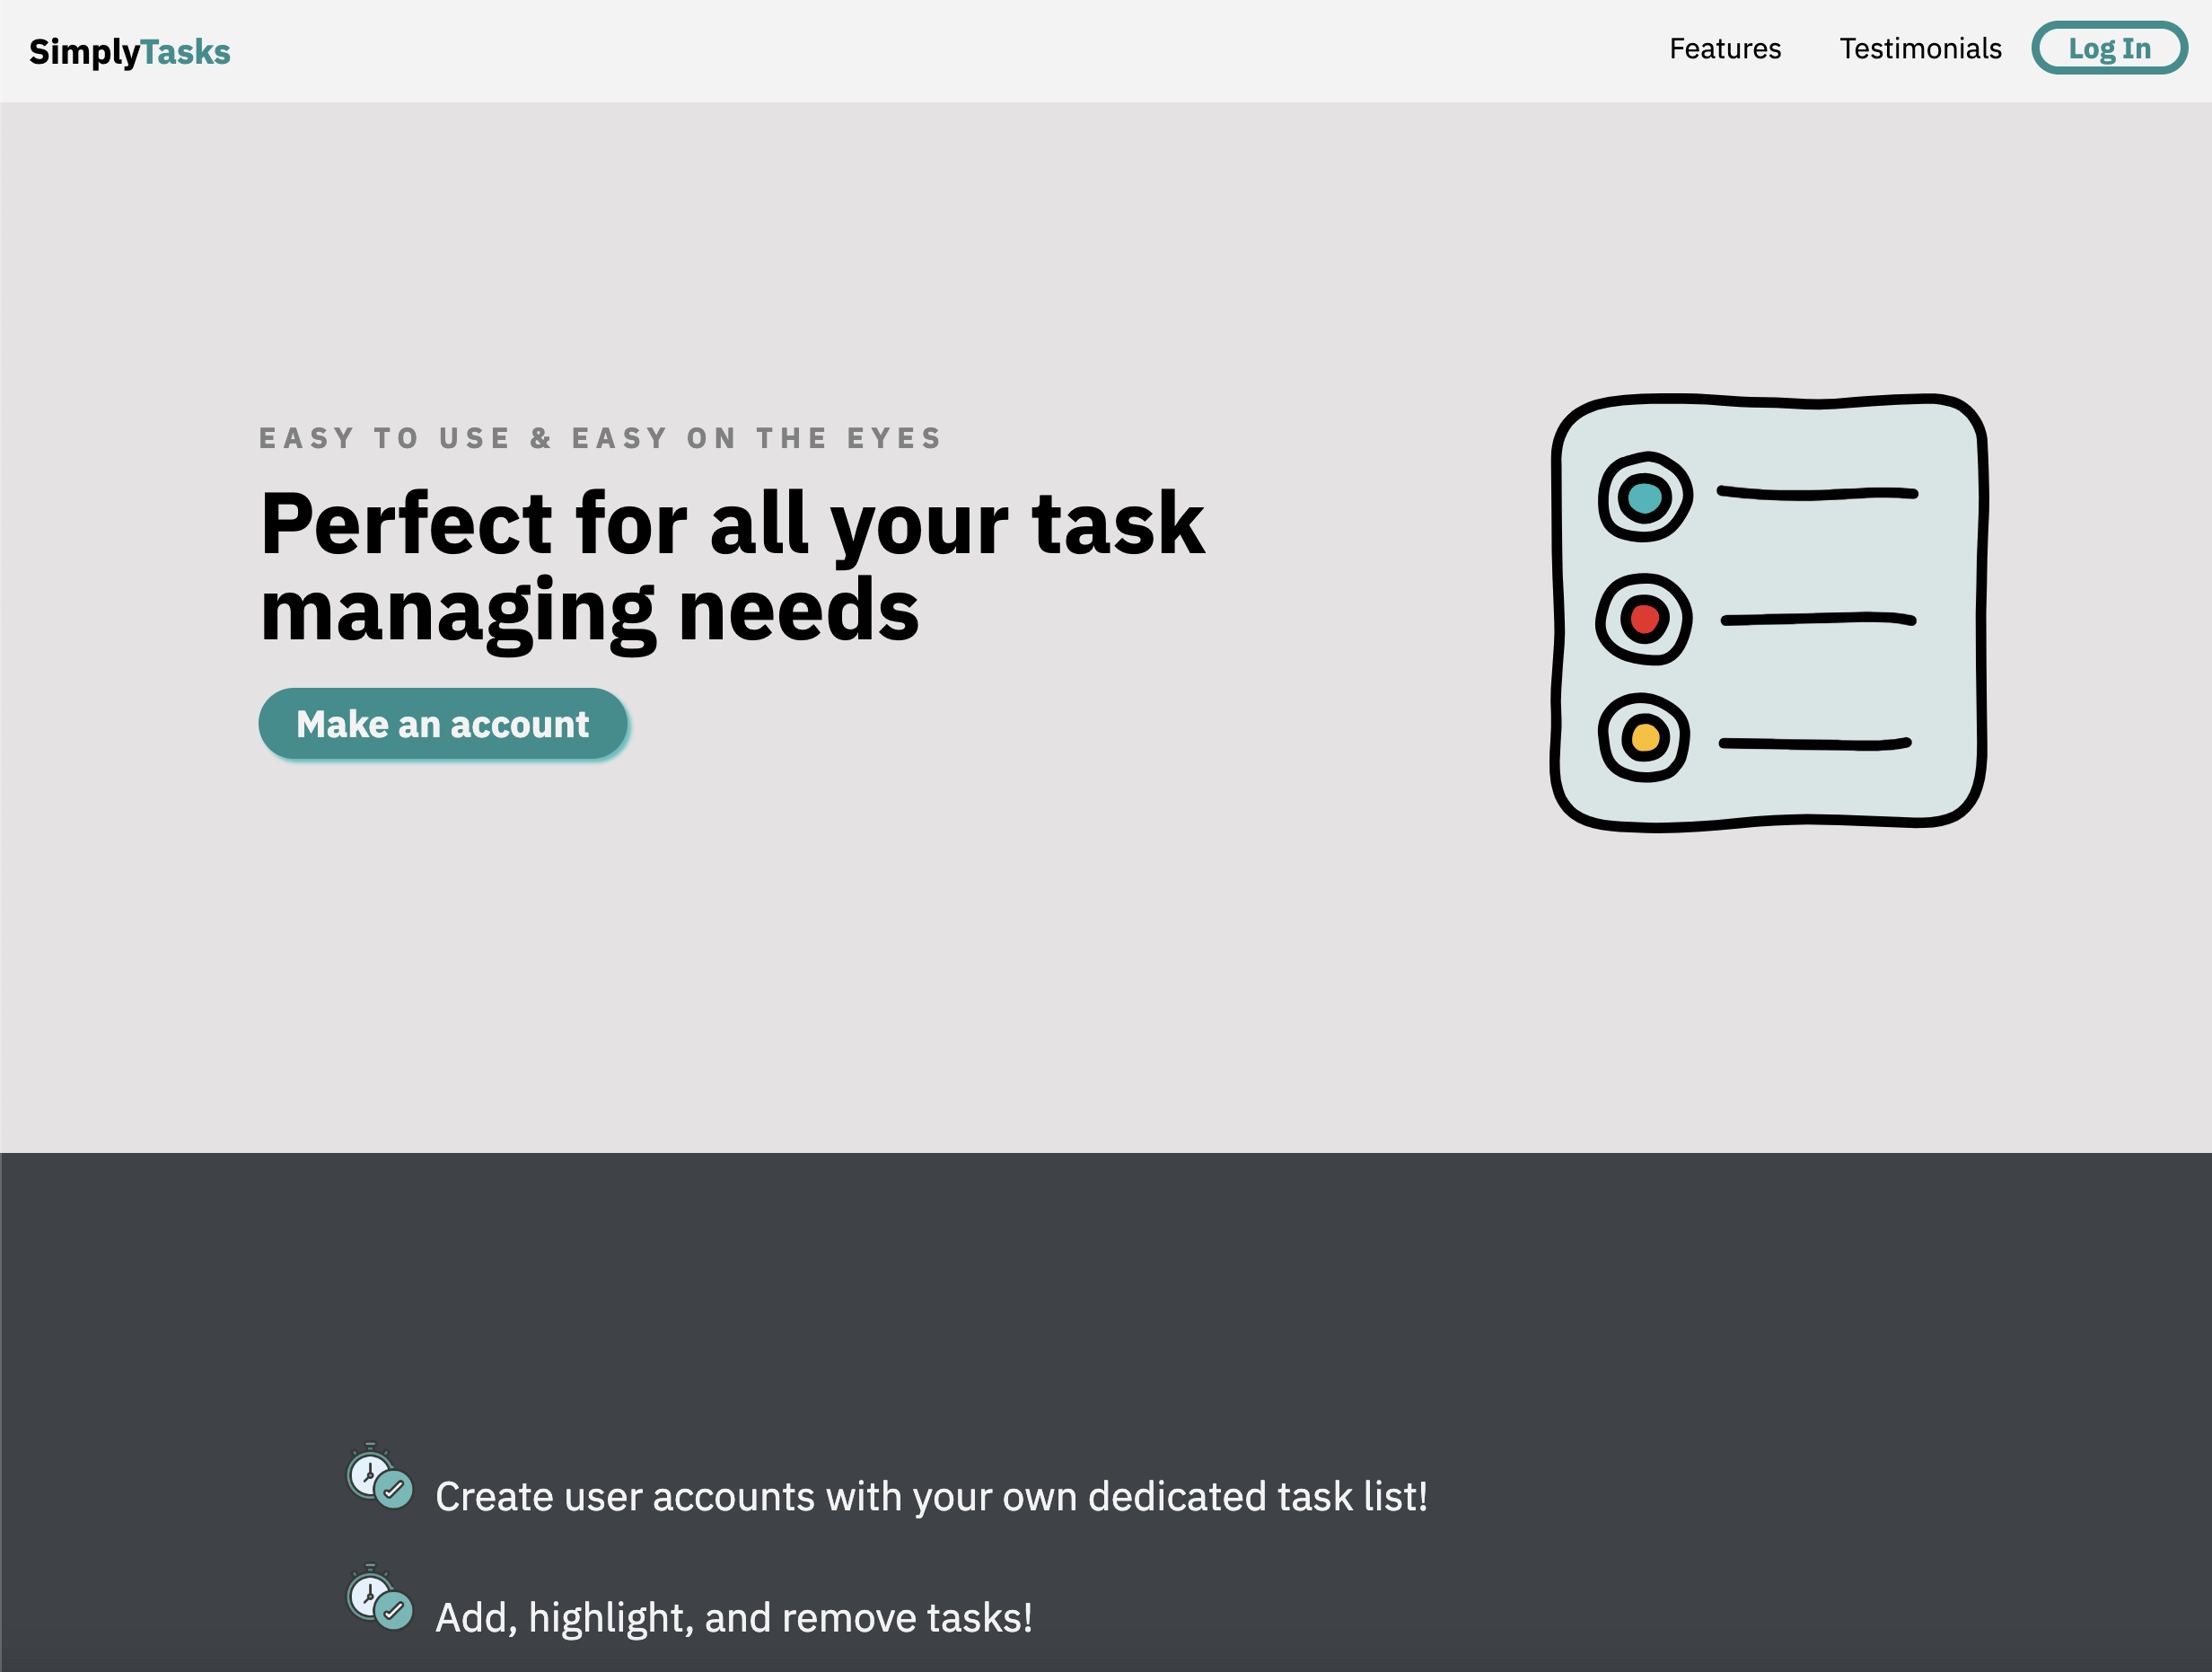 SimplyTasks
Features
Testimonials
Log In
EASY TO USE & EASY ON THE EYES
Perfect for all your task
managing needs
Make an account
Create user accounts with your own dedicated task list!
Add, highlight, and remove tasks!